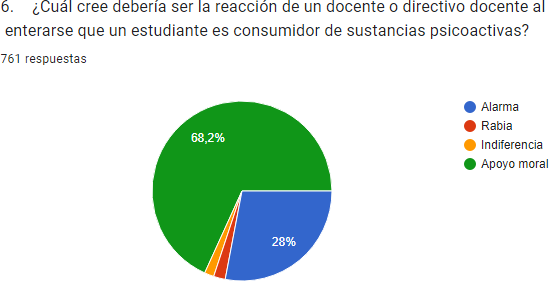 6. ¿Cuál cree debería ser la reacción de un docente o directivo docente al
enterarse que un estudiante es consumidor de sustancias psicoactivas?
761 respuestas
Alarma
Rabia
Indiferencia
Apoyo moral
68,2%
28%